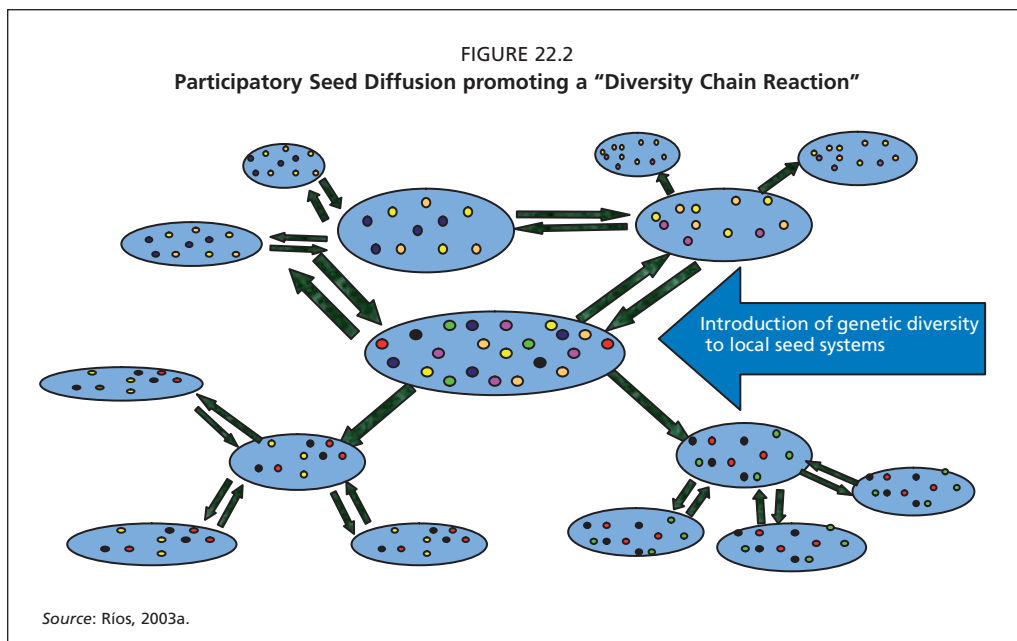 FIGURE 22.2
Participatory Seed Diffusion promoting a “Diversity Chain Reaction”
Introduction of genetic diversity
to local seed systems
Source: Ríos, 2003a.